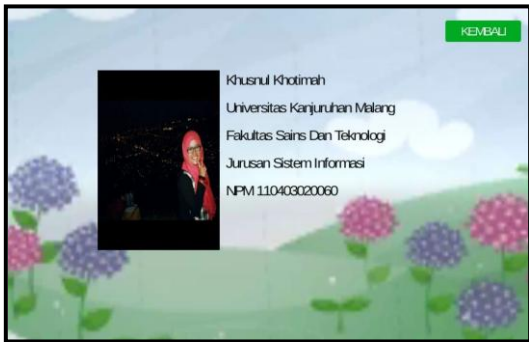 KEMBALI
Khusnul Khotimah
Universitas Kanjuruhan Malang
Fakultas Sains Dan Teknologi
Jurusan Sistem Informasi
NPM 110403020060